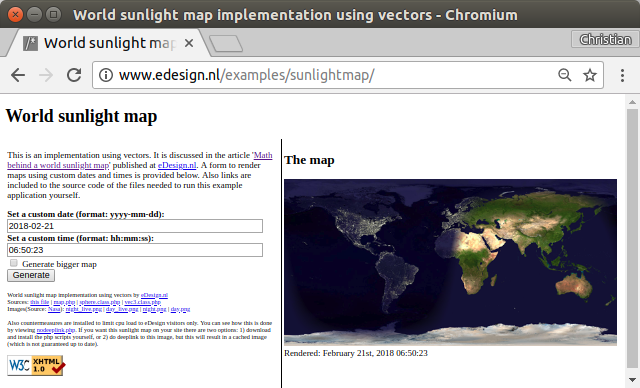 World sunlight map implementation using vectors - Chromium
World sunlight map
Christian
www.edesign.nl/examples/sunlightmap/
World sunlight map
This is an implementation using vectors. It is discussed in the article 'Math
behind a world sunlight map' published at eDesign.nl. A form to render
maps using custom dates and times is provided below. Also links are
included to the source code of the files needed to run this example
application yourself.
Set a custom date (format: yyyy-mm-dd):
2018-02-21
Set a custom time (format: hh:mm:ss):
06:50:23
Generate bigger map
Generate
World sunlight map implementation using vectors by eDesign.nl
Sources: this file | map.php | sphere.class.php | vec3.class.php
Images(Source: Nasa): night_live.png | day_live.png | night.png | day.png
Also countermeasures are installed to limit cpu load to eDesign visitors only. You can see how this is done
by viewing nodeeplink.php. If you want this sunlight map on your site there are two options: 1) download
and install the php scripts yourself, or 2) do deeplink to this image, but this will result in a cached image
(which is not guaranteed up to date).
W3C XHTML
1.0
The map
Rendered: February 21st, 2018 06:50:23